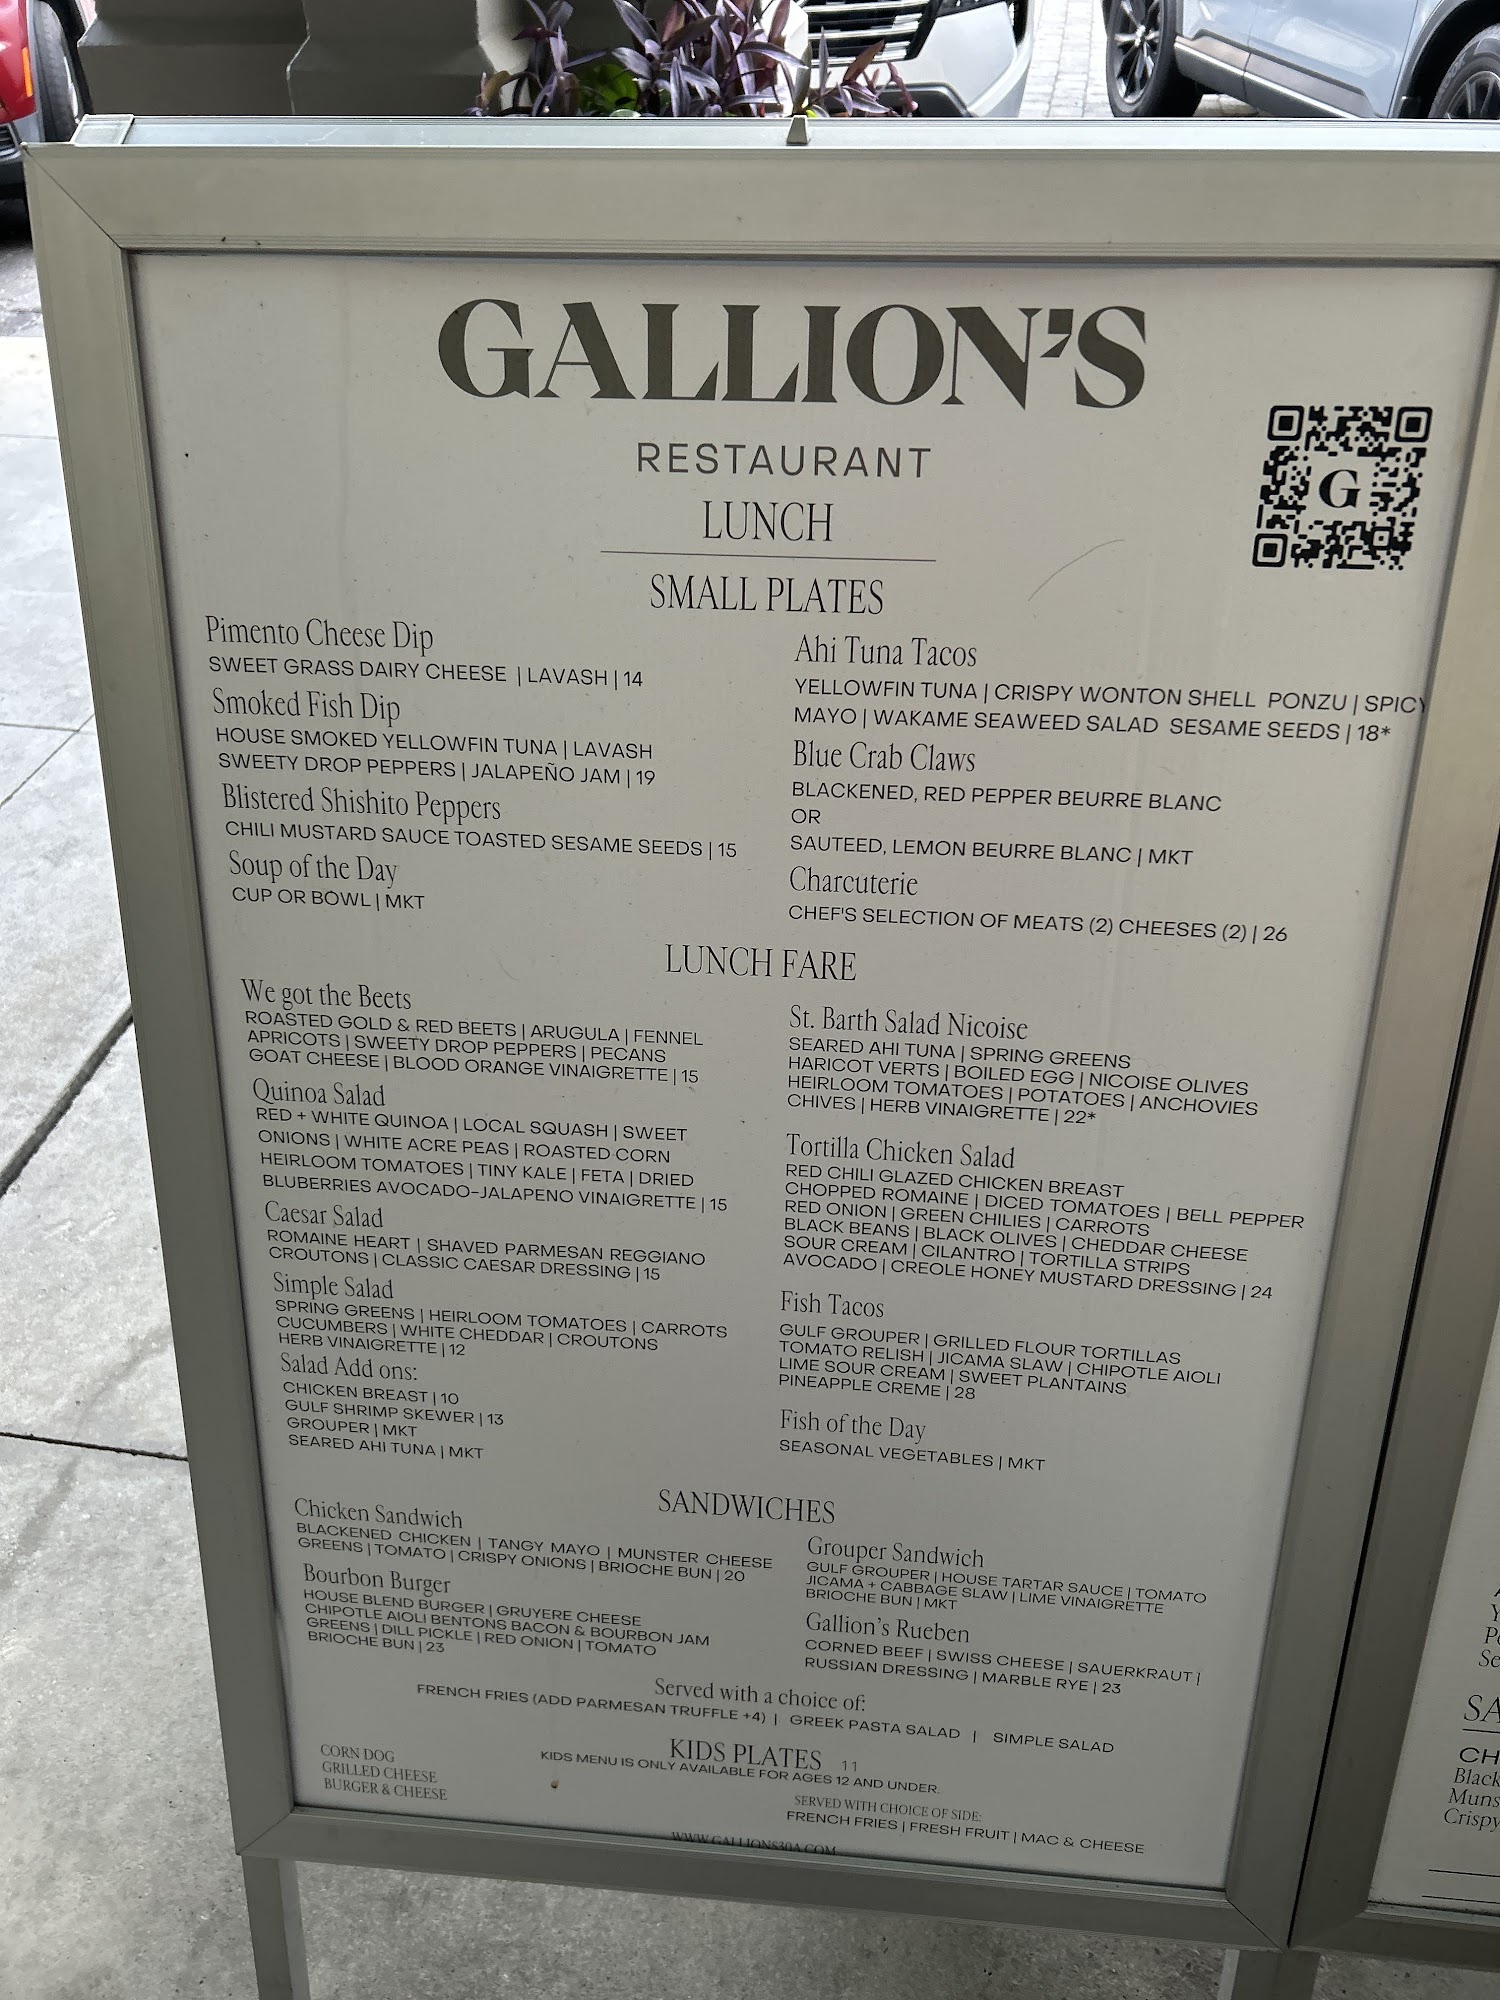 GALLION'S
RESTAURANT
LUNCH
G
SMALL PLATES
Pimento Cheese Dip
SWEET GRASS DAIRY CHEESE | LAVASH | 14
Smoked Fish Dip
HOUSE SMOKED YELLOWFIN TUNA | LAVASH
SWEETY DROP PEPPERS | JALAPEÑO JAM | 19
Blistered Shishito Peppers
CHILI MUSTARD SAUCE TOASTED SESAME SEEDS | 15
Soup of the Day
CUP OR BOWL | MKT
Ahi Tuna Tacos
YELLOWFIN TUNA | CRISPY WONTON SHELL PONZU | SPICY
MAYO | WAKAME SEAWEED SALAD SESAME SEEDS | 18*
Blue Crab Claws
BLACKENED, RED PEPPER BEURRE BLANC
OR
SAUTEED, LEMON BEURRE BLANC | MKT
Charcuterie
CHEF'S SELECTION OF MEATS (2) CHEESES (2) | 26
LUNCH FARE
We got the Beets
ROASTED GOLD & RED BEETS | ARUGULA | FENNEL
APRICOTS | SWEETY DROP PEPPERS | PECANS
GOAT CHEESE | BLOOD ORANGE VINAIGRETTE | 15
Quinoa Salad
RED + WHITE QUINOA | LOCAL SQUASH | SWEET
ONIONS | WHITE ACRE PEAS | ROASTED CORN
HEIRLOOM TOMATOES | TINY KALE | FETA | DRIED
BLUBERRIES AVOCADO-JALAPENO VINAIGRETTE | 15
Caesar Salad
ROMAINE HEART | SHAVED PARMESAN REGGIANO
CROUTONS | CLASSIC CAESAR DRESSING | 15
Simple Salad
SPRING GREENS | HEIRLOOM TOMATOES | CARROTS
CUCUMBERS | WHITE CHEDDAR | CROUTONS
HERB VINAIGRETTE | 12
Salad Add ons:
CHICKEN BREAST | 10
GULF SHRIMP SKEWER | 13
GROUPER | MKT
SEARED AHI TUNA | MKT
St. Barth Salad Nicoise
SEARED AHI TUNA | SPRING GREENS
HARICOT VERTS | BOILED EGG | NICOISE OLIVES
HEIRLOOM TOMATOES | POTATOES | ANCHOVIES
CHIVES | HERB VINAIGRETTE | 22*
Tortilla Chicken Salad
RED CHILI GLAZED CHICKEN BREAST
CHOPPED ROMAINE | DICED TOMATOES | BELL PEPPER
RED ONION | GREEN CHILIES | CARROTS
BLACK BEANS | BLACK OLIVES | CHEDDAR CHEESE
SOUR CREAM | CILANTRO | TORTILLA STRIPS
AVOCADO | CREOLE HONEY MUSTARD DRESSING | 24
Fish Tacos
GULF GROUPER | GRILLED FLOUR TORTILLAS
TOMATO RELISH | JICAMA SLAW | CHIPOTLE AIOLI
LIME SOUR CREAM | SWEET PLANTAINS
PINEAPPLE CREME | 28
Fish of the Day
SEASONAL VEGETABLES | MKT
SANDWICHES
Chicken Sandwich
BLACKENED CHICKEN | TANGY MAYO | MUNSTER CHEESE
GREENS | TOMATO | CRISPY ONIONS | BRIOCHE BUN | 20
Bourbon Burger
HOUSE BLEND BURGER | GRUYERE CHEESE
CHIPOTLE AIOLI BENTONS BACON & BOURBON JAM
GREENS | DILL PICKLE | RED ONION | TOMATO
BRIOCHE BUN | 23
Grouper Sandwich
GULF GROUPER | HOUSE TARTAR SAUCE | TOMATO
JICAMA + CABBAGE SLAW | LIME VINAIGRETTE
BRIOCHE BUN | MKT
Gallion's Rueben
CORNED BEEF | SWISS CHEESE | SAUERKRAUT |
RUSSIAN DRESSING | MARBLE RYE | 23
Served with a choice of:
FRENCH FRIES (ADD PARMESAN TRUFFLE +4) | GREEK PASTA SALAD | SIMPLE SALAD
KIDS PLATES 11
KIDS MENU IS ONLY AVAILABLE FOR AGES 12 AND UNDER.
CORN DOG
GRILLED CHEESE
BURGER & CHEESE
SERVED WITH CHOICE OF SIDE:
FRENCH FRIES | FRESH FRUIT | MAC & CHEESE
WWW.GALLIONS30A.COM
SA
CH
Black
Muns
Crispy